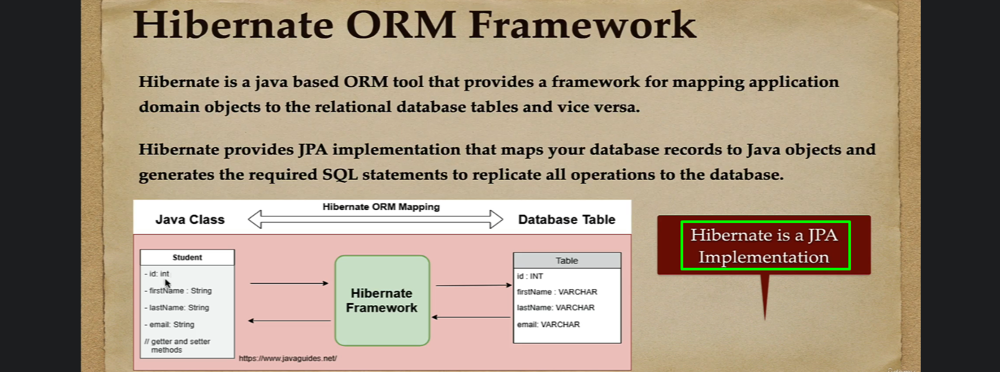 Hibernate ORM Framework
Hibernate is a java based ORM tool that provides a framework for mapping application
domain objects to the relational database tables and vice versa.
Hibernate provides JPA implementation that maps your database records to Java objects and
generates the required SQL statements to replicate all operations to the database.
Hibernate ORM Mapping
Java Class
Database Table
Student
- id: int
- firstName : String
- lastName: String
- email: String
// getter and setter
methods
Hibernate
Framework
Table
id : INT
firstName : VARCHAR
lastName: VARCHAR
email: VARCHAR
https://www.javaguides.net/
Hibernate is a JPA
Implementation